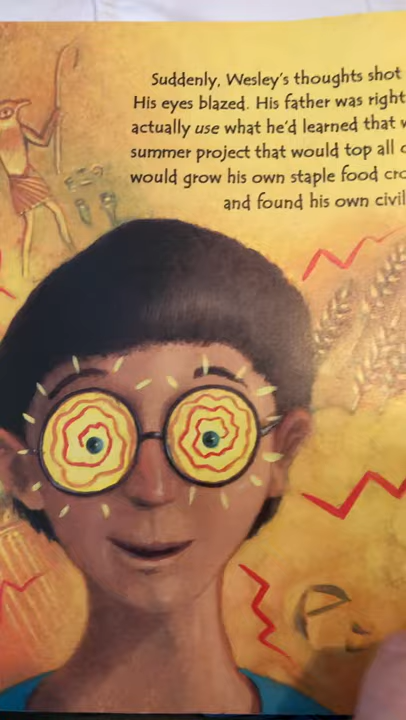 Suddenly, Wesley's thoughts shot
His eyes blazed. His father was right
actually use what he'd learned that
summer project that would top all
would grow his own staple food
and found his own